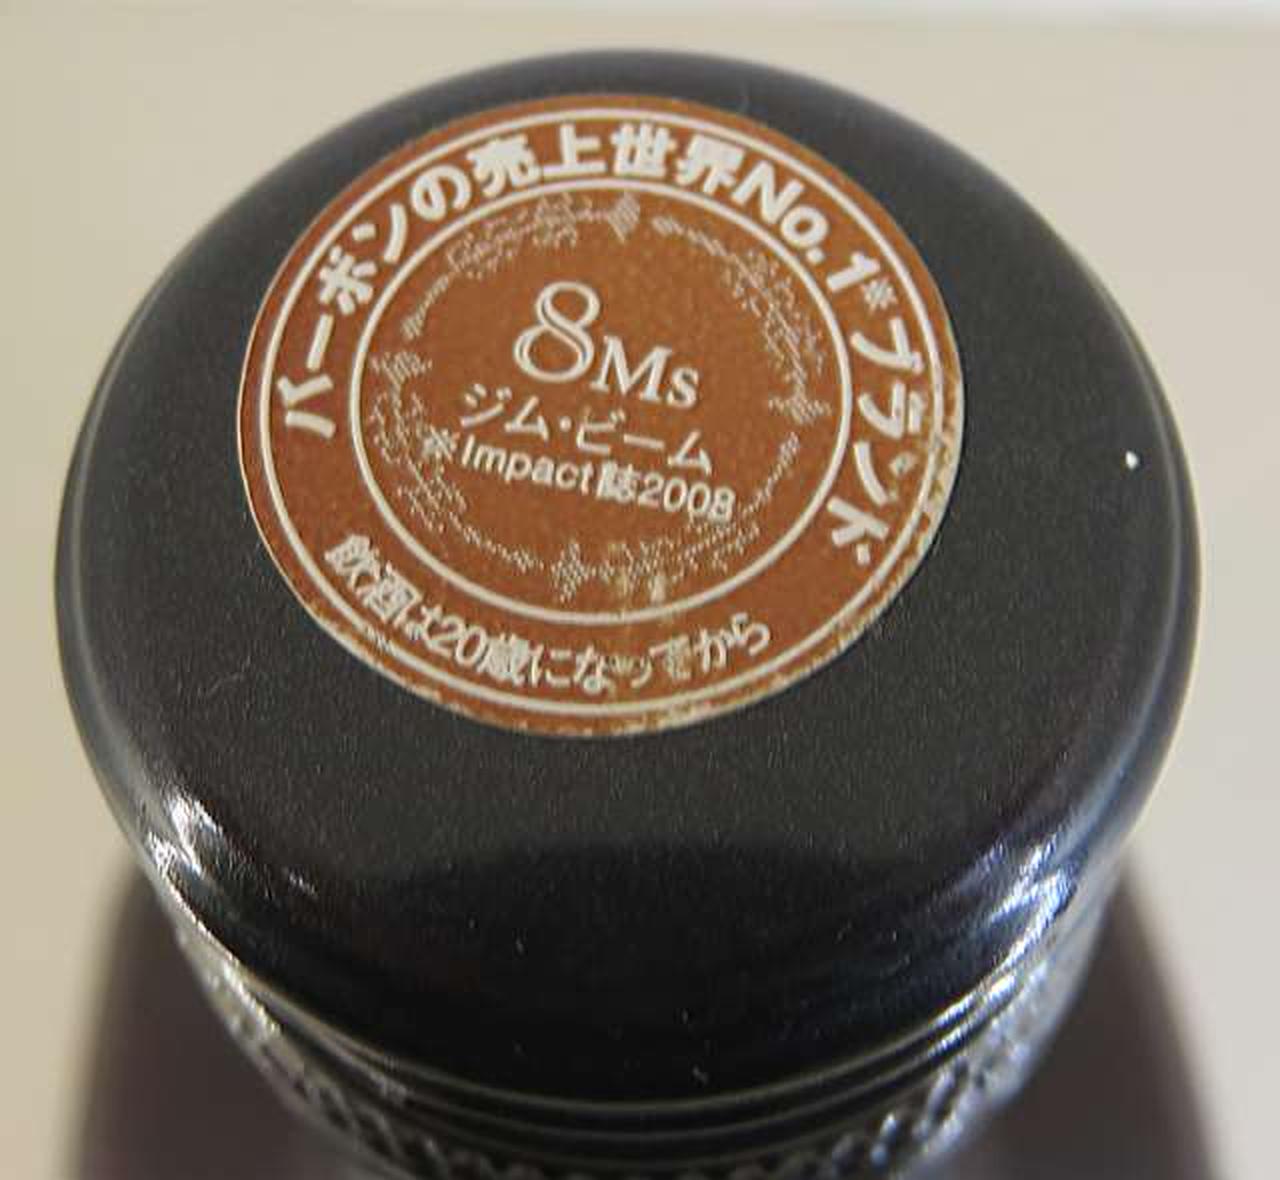 バーボンの売上世界No.1※ブランド
8Ms
ジム・ビーム
※Impact誌2008
飲酒は20歳になってから